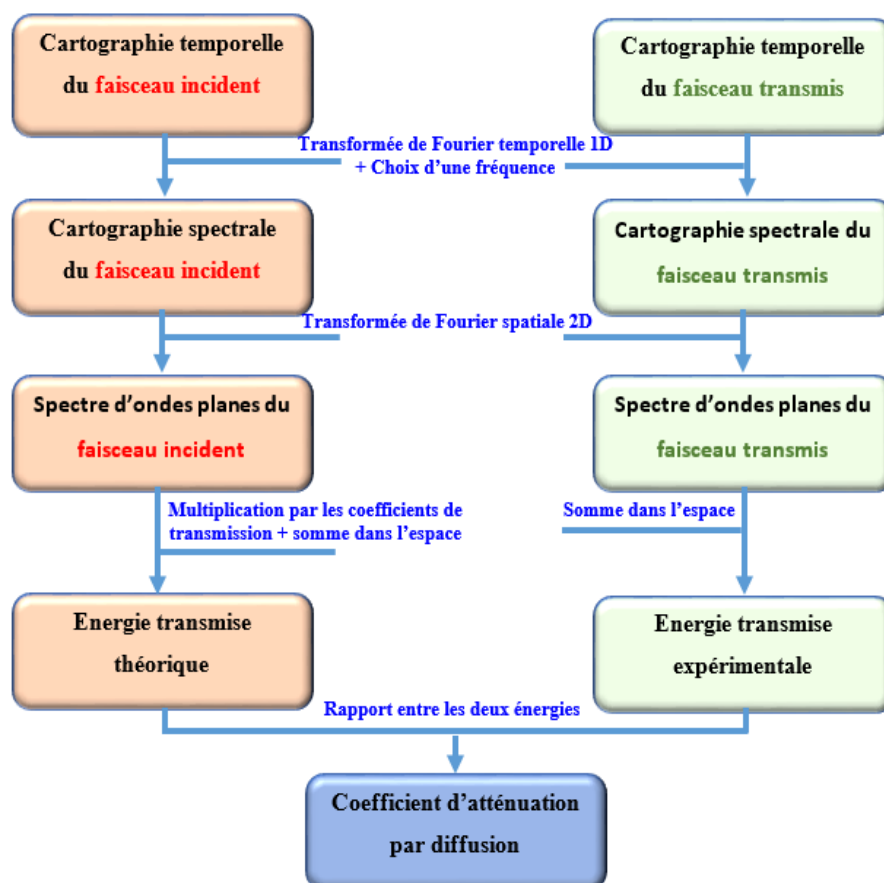 Cartographie temporelle
du faisceau incident
Cartographie temporelle
du faisceau transmis
Transformée de Fourier temporelle 1D
+ Choix d'une fréquence
Cartographie spectrale
du faisceau incident
Cartographie spectrale du
faisceau transmis
Transformée de Fourier spatiale 2D
Spectre d'ondes planes du
faisceau incident
Spectre d'ondes planes du
faisceau transmis
Multiplication par les coefficients de
transmission + somme dans l'espace
Somme dans l'espace
Energie transmise
théorique
Energie transmise
expérimentale
Rapport entre les deux énergies
Coefficient d'atténuation
par diffusion